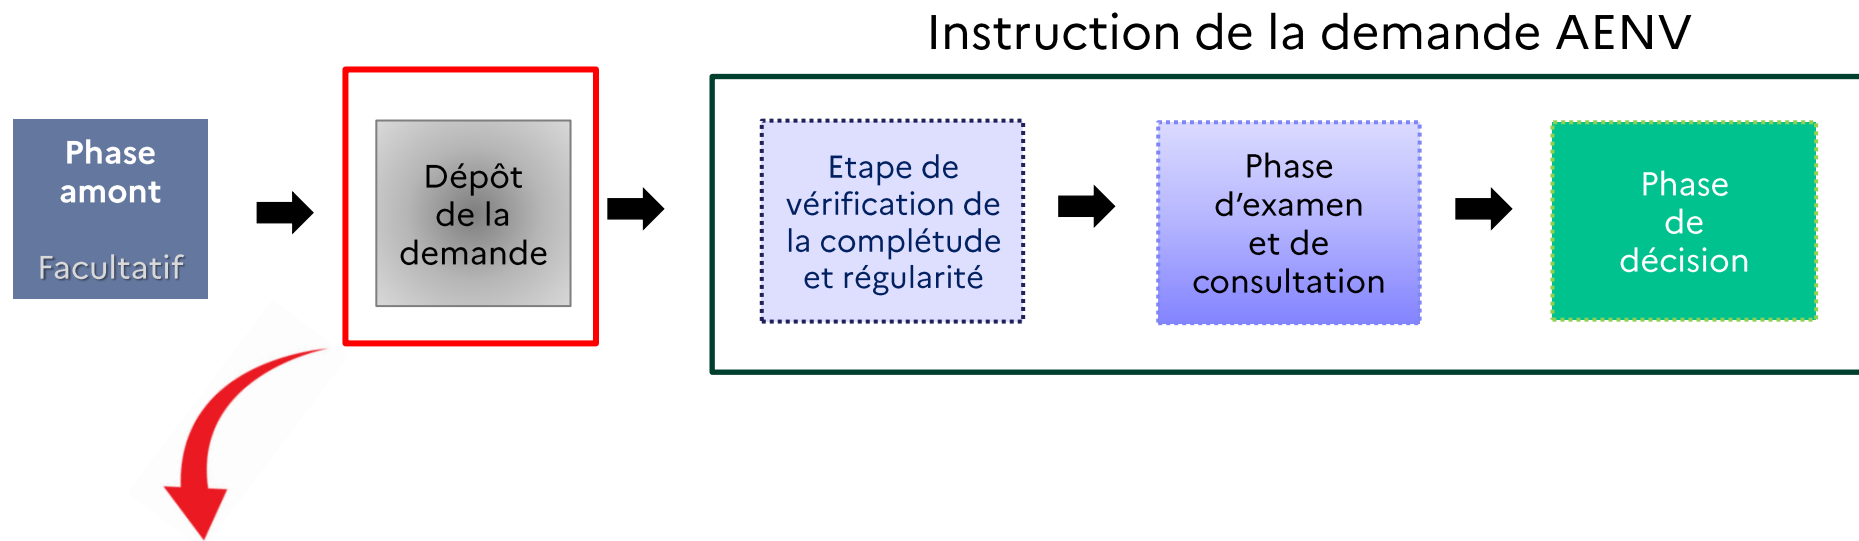 Instruction de la demande AENV
Phase
amont
Facultatif
Dépôt
de la
demande
Etape de
vérification de
la complétude
et régularité
Phase
d’examen
et de
consultation
Phase
de
décision